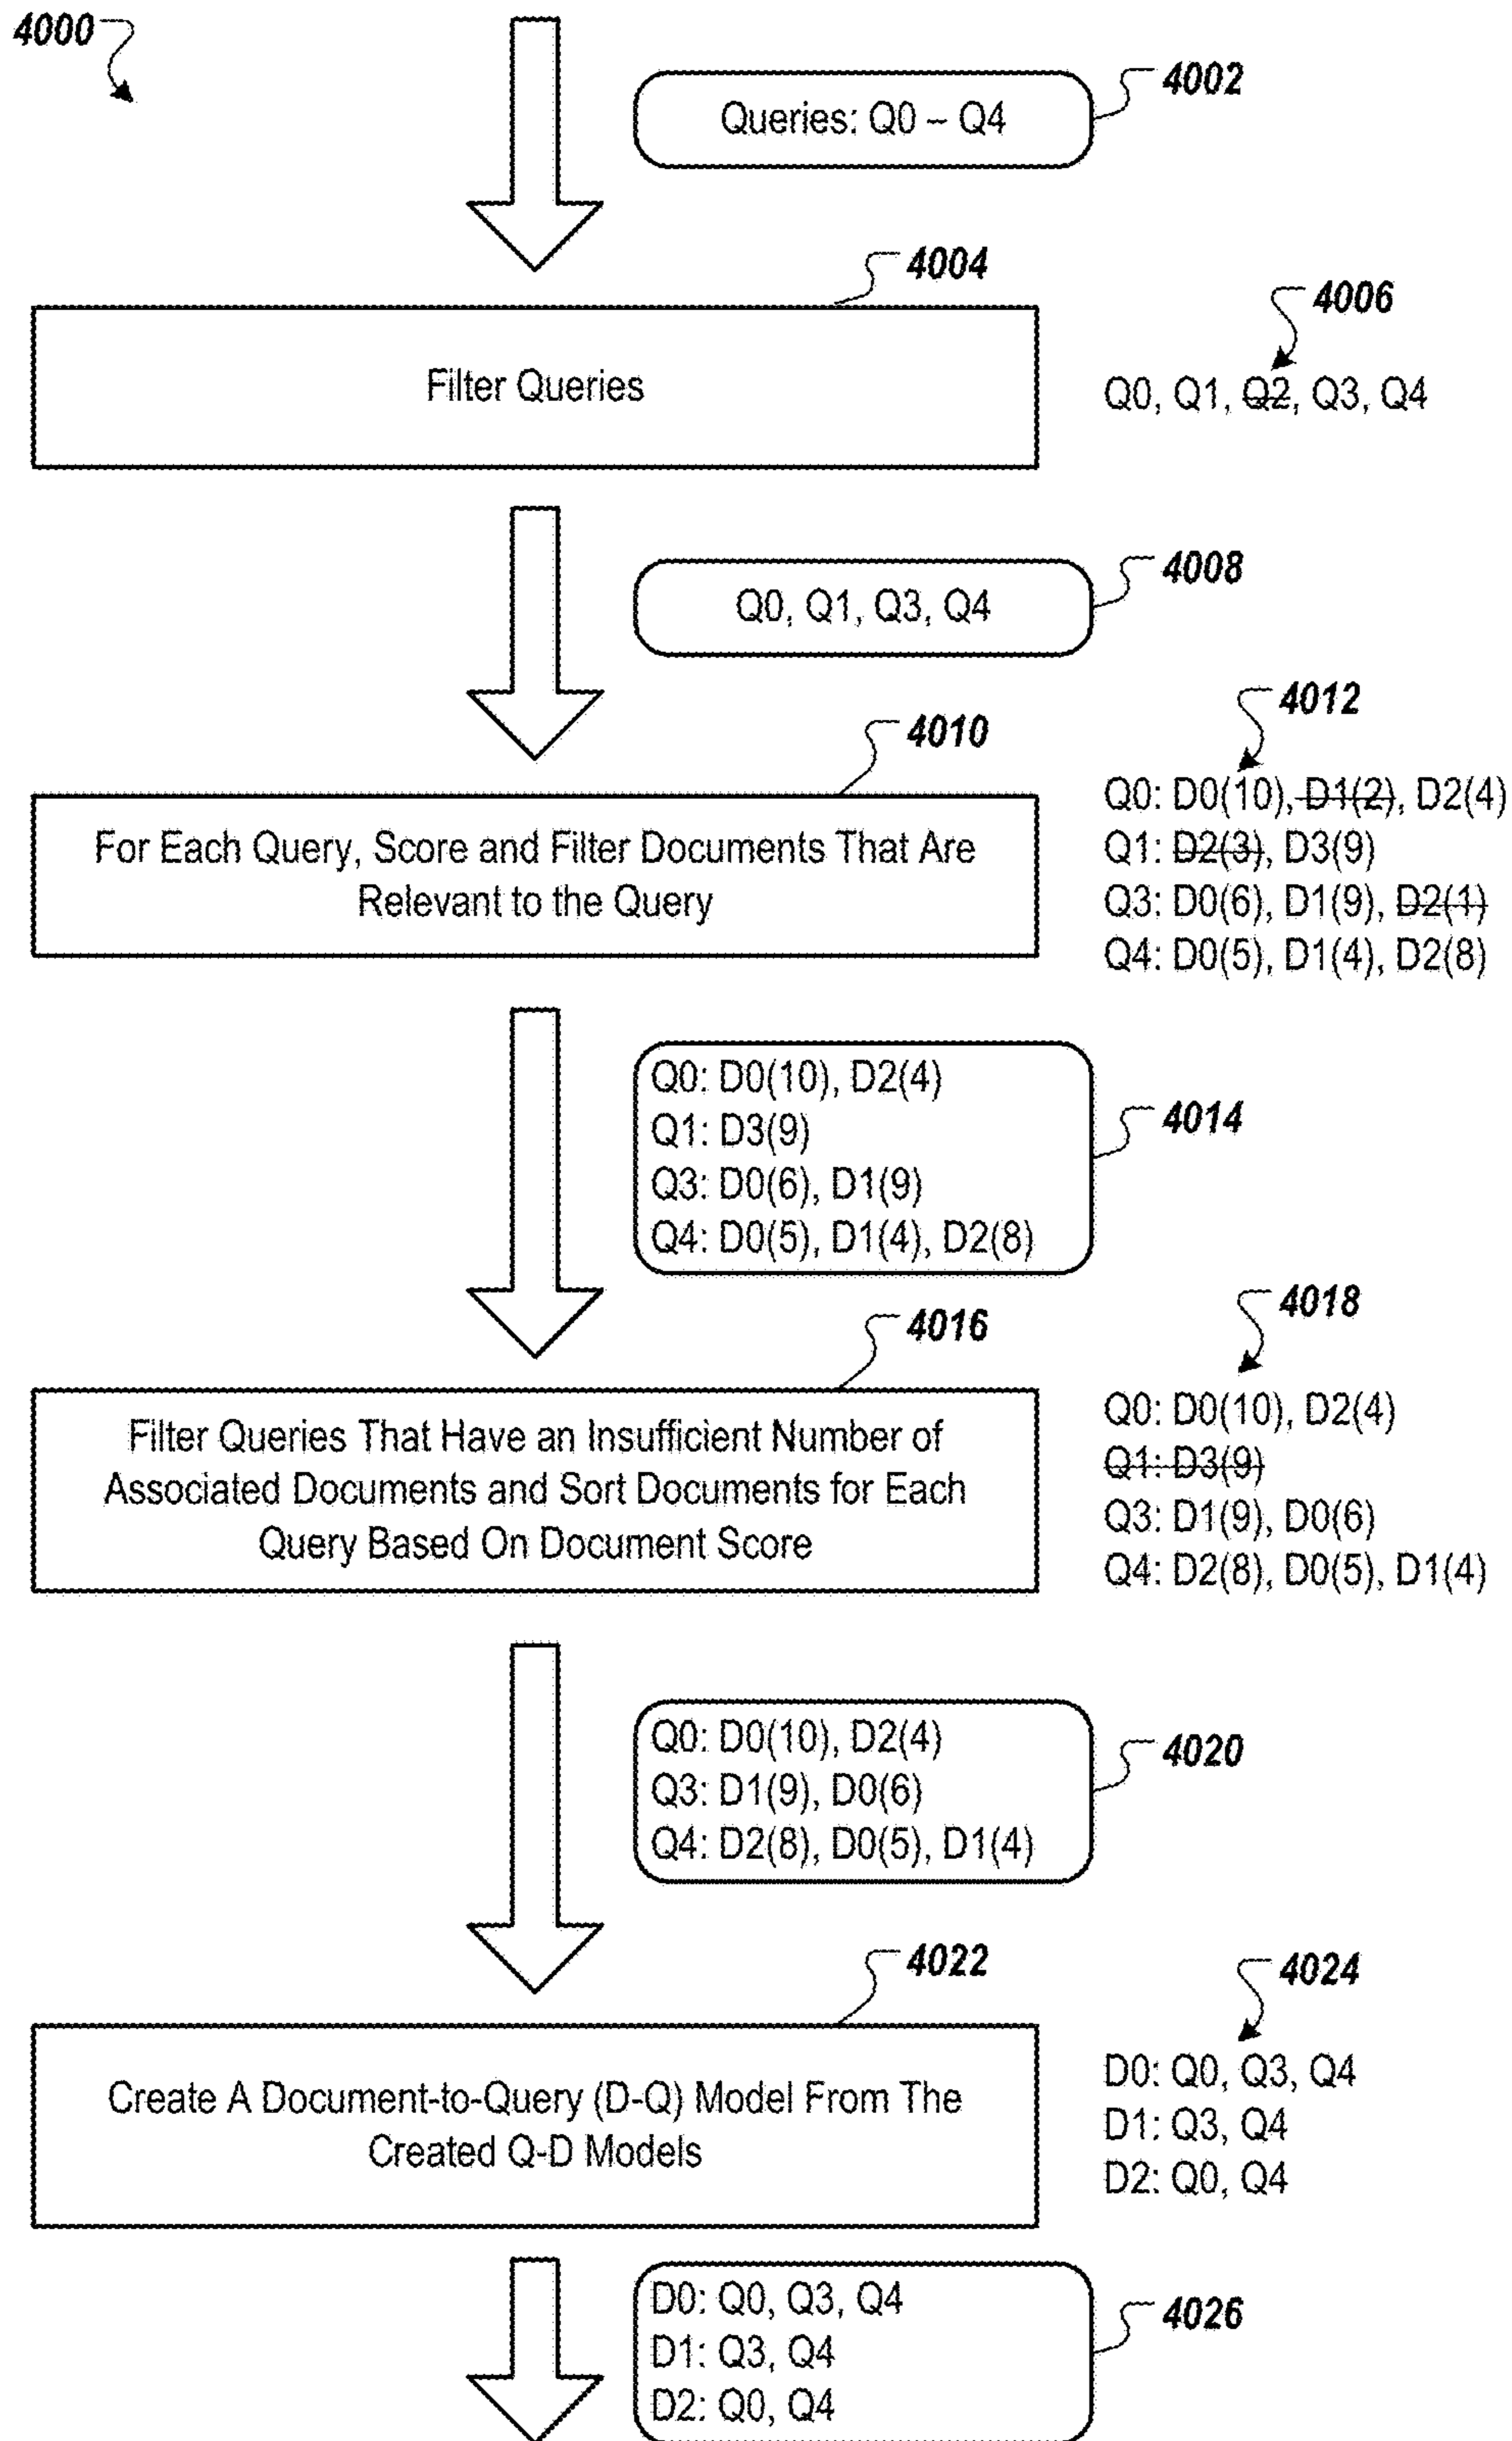 4000
Queries: Q0 – Q4
4002
4004
Filter Queries
4006
Q0, Q1, Q2, Q3, Q4
Q0, Q1, Q3, Q4
4008
4010
For Each Query, Score and Filter Documents That Are
Relevant to the Query
4012
Q0: D0(10), D1(2), D2(4)
Q1: D2(3), D3(9)
Q3: D0(6), D1(9), D2(1)
Q4: D0(5), D1(4), D2(8)
Q0: D0(10), D2(4)
Q1: D3(9)
Q3: D0(6), D1(9)
Q4: D0(5), D1(4), D2(8)
4014
4016
Filter Queries That Have an Insufficient Number of
Associated Documents and Sort Documents for Each
Query Based On Document Score
4018
Q0: D0(10), D2(4)
Q1: D3(9)
Q3: D1(9), D0(6)
Q4: D2(8), D0(5), D1(4)
Q0: D0(10), D2(4)
Q3: D1(9), D0(6)
Q4: D2(8), D0(5), D1(4)
4020
4022
Create A Document-to-Query (D-Q) Model From The
Created Q-D Models
4024
D0: Q0, Q3, Q4
D1: Q3, Q4
D2: Q0, Q4
D0: Q0, Q3, Q4
D1: Q3, Q4
D2: Q0, Q4
4026